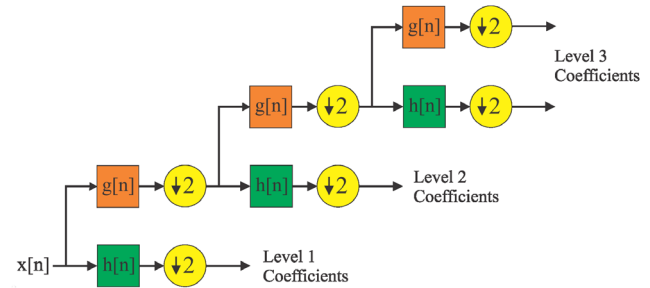 g[n] ↓2
Level 3
Coefficients
g[n] ↓2 h[n] ↓2
g[n] ↓2 h[n] ↓2
Level 2
Coefficients
x[n] h[n] ↓2
Level 1
Coefficients